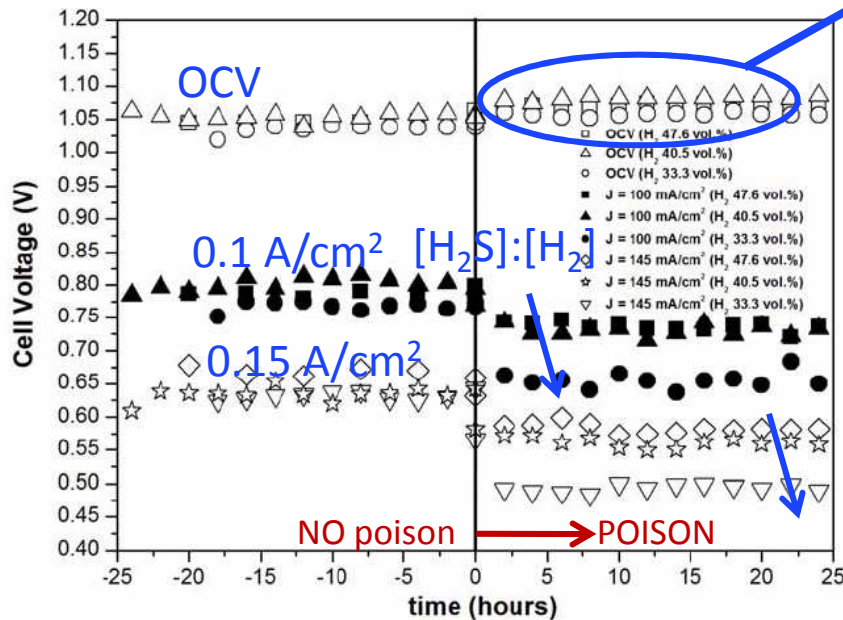 1.20
1.15
1.10
1.05
1.00
0.95
0.90
0.85
0.80
0.75
0.70
0.65
0.60
0.55
0.50
0.45
0.40
Cell Voltage (V)
OCV
OCV (H2 47.6 vol.%)
OCV (H2 40.5 vol.%)
OCV (H2 33.3 vol.%)
J = 100 mA/cm² (H2 47.6 vol.%)
J = 100 mA/cm² (H2 40.5 vol.%)
J = 100 mA/cm² (H2 33.3 vol.%)
J = 145 mA/cm² (H2 47.6 vol.%)
J = 145 mA/cm² (H2 40.5 vol.%)
J = 145 mA/cm² (H2 33.3 vol.%)
0.1 A/cm² [H2S]:[H2]
0.15 A/cm²
NO poison POISON
-25 -20 -15 -10 -5 0 5 10 15 20 25
time (hours)